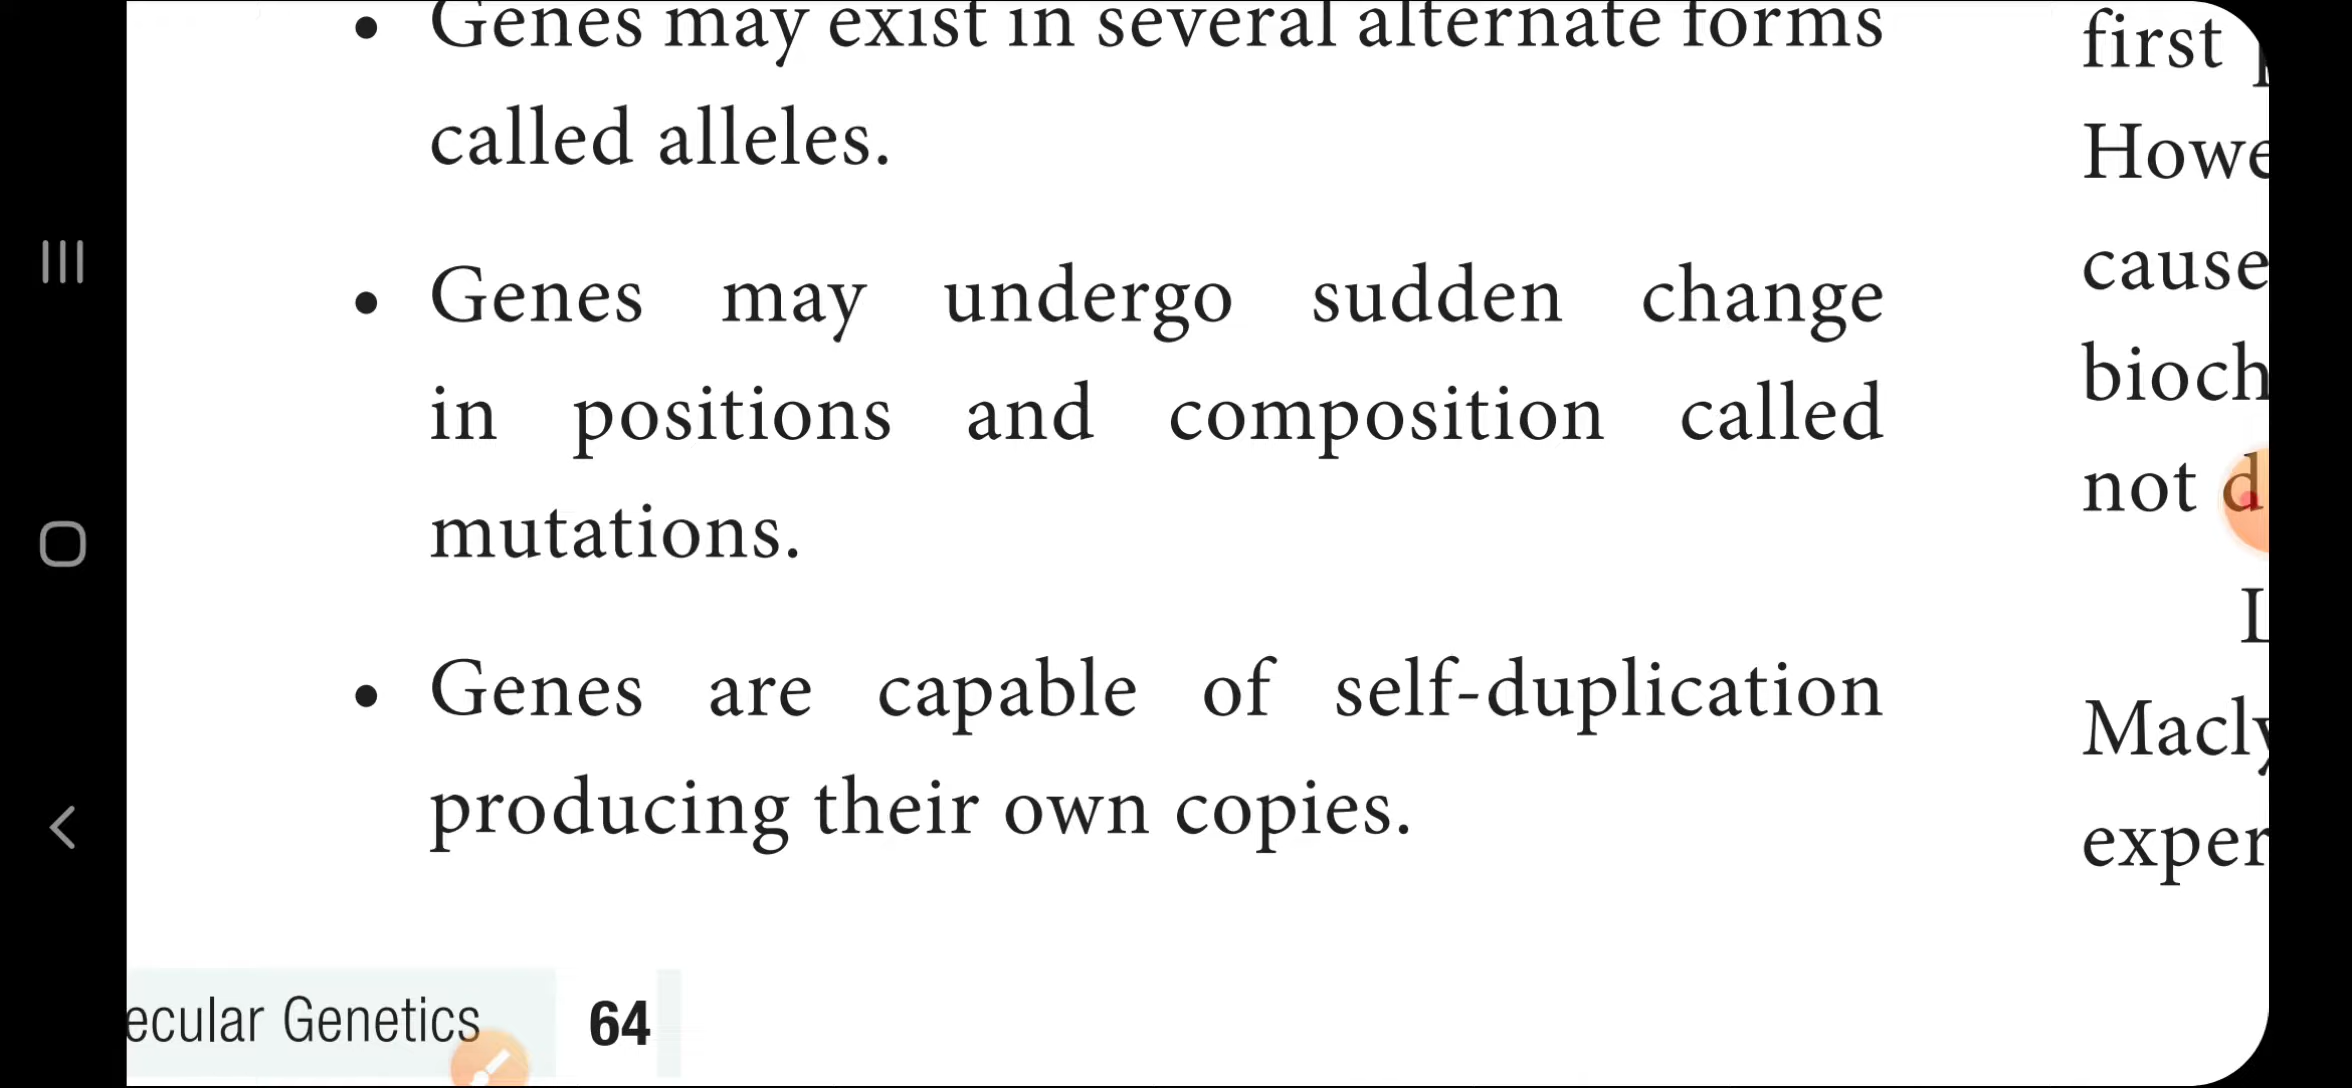 Genes may exist in several alternate forms
called alleles.
Genes may undergo sudden change
in positions and composition called
mutations.
Genes are capable of self-duplication
producing their own copies.
ecular Genetics 64
first
Howe
cause
bioch
not d
Macly
exper